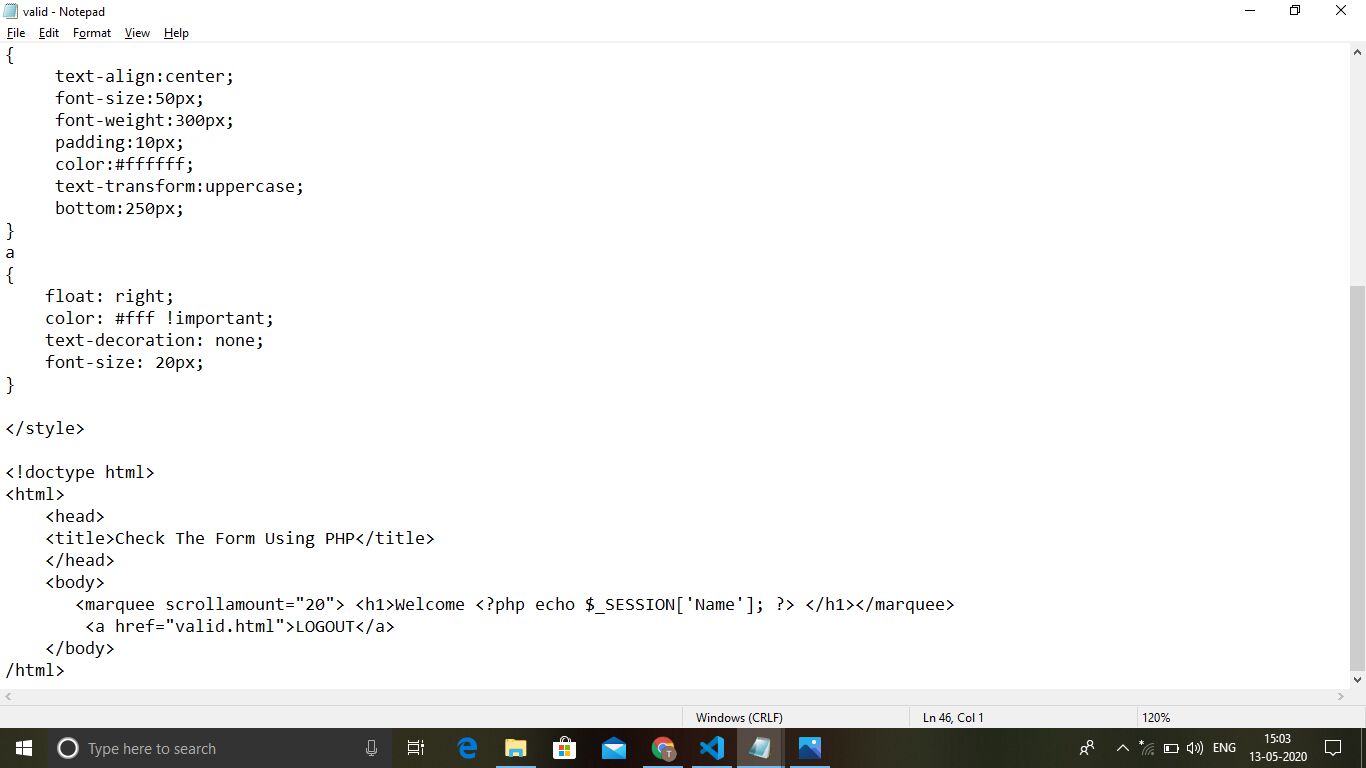 valid - Notepad
File Edit Format View Help
{
     text-align:center;
     font-size:50px;
     font-weight:300px;
     padding:10px;
     color:#ffffff;
     text-transform:uppercase;
     bottom:250px;
}
a
{
    float: right;
    color: #fff !important;
    text-decoration: none;
    font-size: 20px;
}
</style>
<!doctype html>
<html>
    <head>
    <title>Check The Form Using PHP</title>
    </head>
    <body>
       <marquee scrollamount="20"> <h1>Welcome <?php echo $_SESSION['Name']; ?> </h1></marquee>
        <a href="valid.html">LOGOUT</a>
    </body>
/html>
Windows (CRLF) Ln 46, Col 1 120%
Type here to search ENG 15:03
13-05-2020